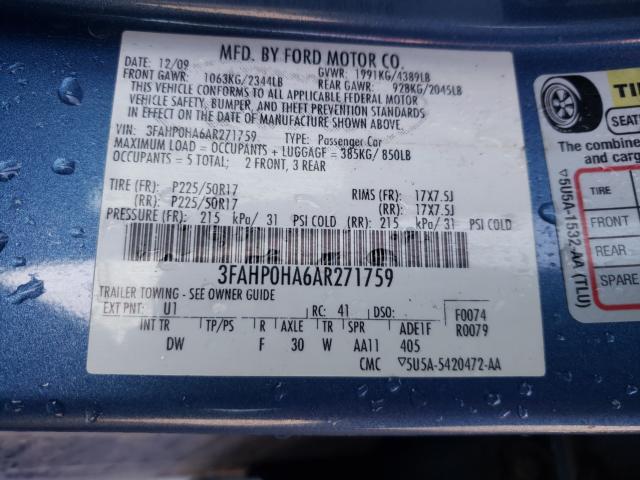 MFD. BY FORD MOTOR CO.
DATE: 12/09 GVWR: 1991KG/4389LB
FRONT GAWR: 1063KG/2344LB REAR GAWR: 928KG/2045LB
THIS VEHICLE CONFORMS TO ALL APPLICABLE FEDERAL MOTOR
VEHICLE SAFETY, BUMPER, AND THEFT PREVENTION STANDARDS
IN EFFECT ON THE DATE OF MANUFACTURE SHOWN ABOVE.
VIN: 3FAHP0HA6AR271759 TYPE: Passenger Car
MAXIMUM LOAD = OCCUPANTS + LUGGAGE = 385KG/ 850LB
OCCUPANTS = 5 TOTAL; 2 FRONT, 3 REAR
TIRE (FR): P225/50R17 RIMS (FR): 17X7.5J
(RR): P225/50R17 (RR): 17X7.5J
PRESSURE (FR): 215 kPa/ 31 PSI COLD (RR): 215 kPa/ 31 PSI COLD
3FAHP0HA6AR271759
TRAILER TOWING - SEE OWNER GUIDE
EXT PNT: U1 RC: 41 DSO: F0074
R0079
INT TR TP/PS R AXLE TR SPR ADE1F
DW F 30 W AA11 405
CMC ▽5U5A-5420472-AA
TI
SEATI
The combine
and carg
TIRE
FRONT
REAR
SPARE
▽5U5A-1532-AA (TLU)